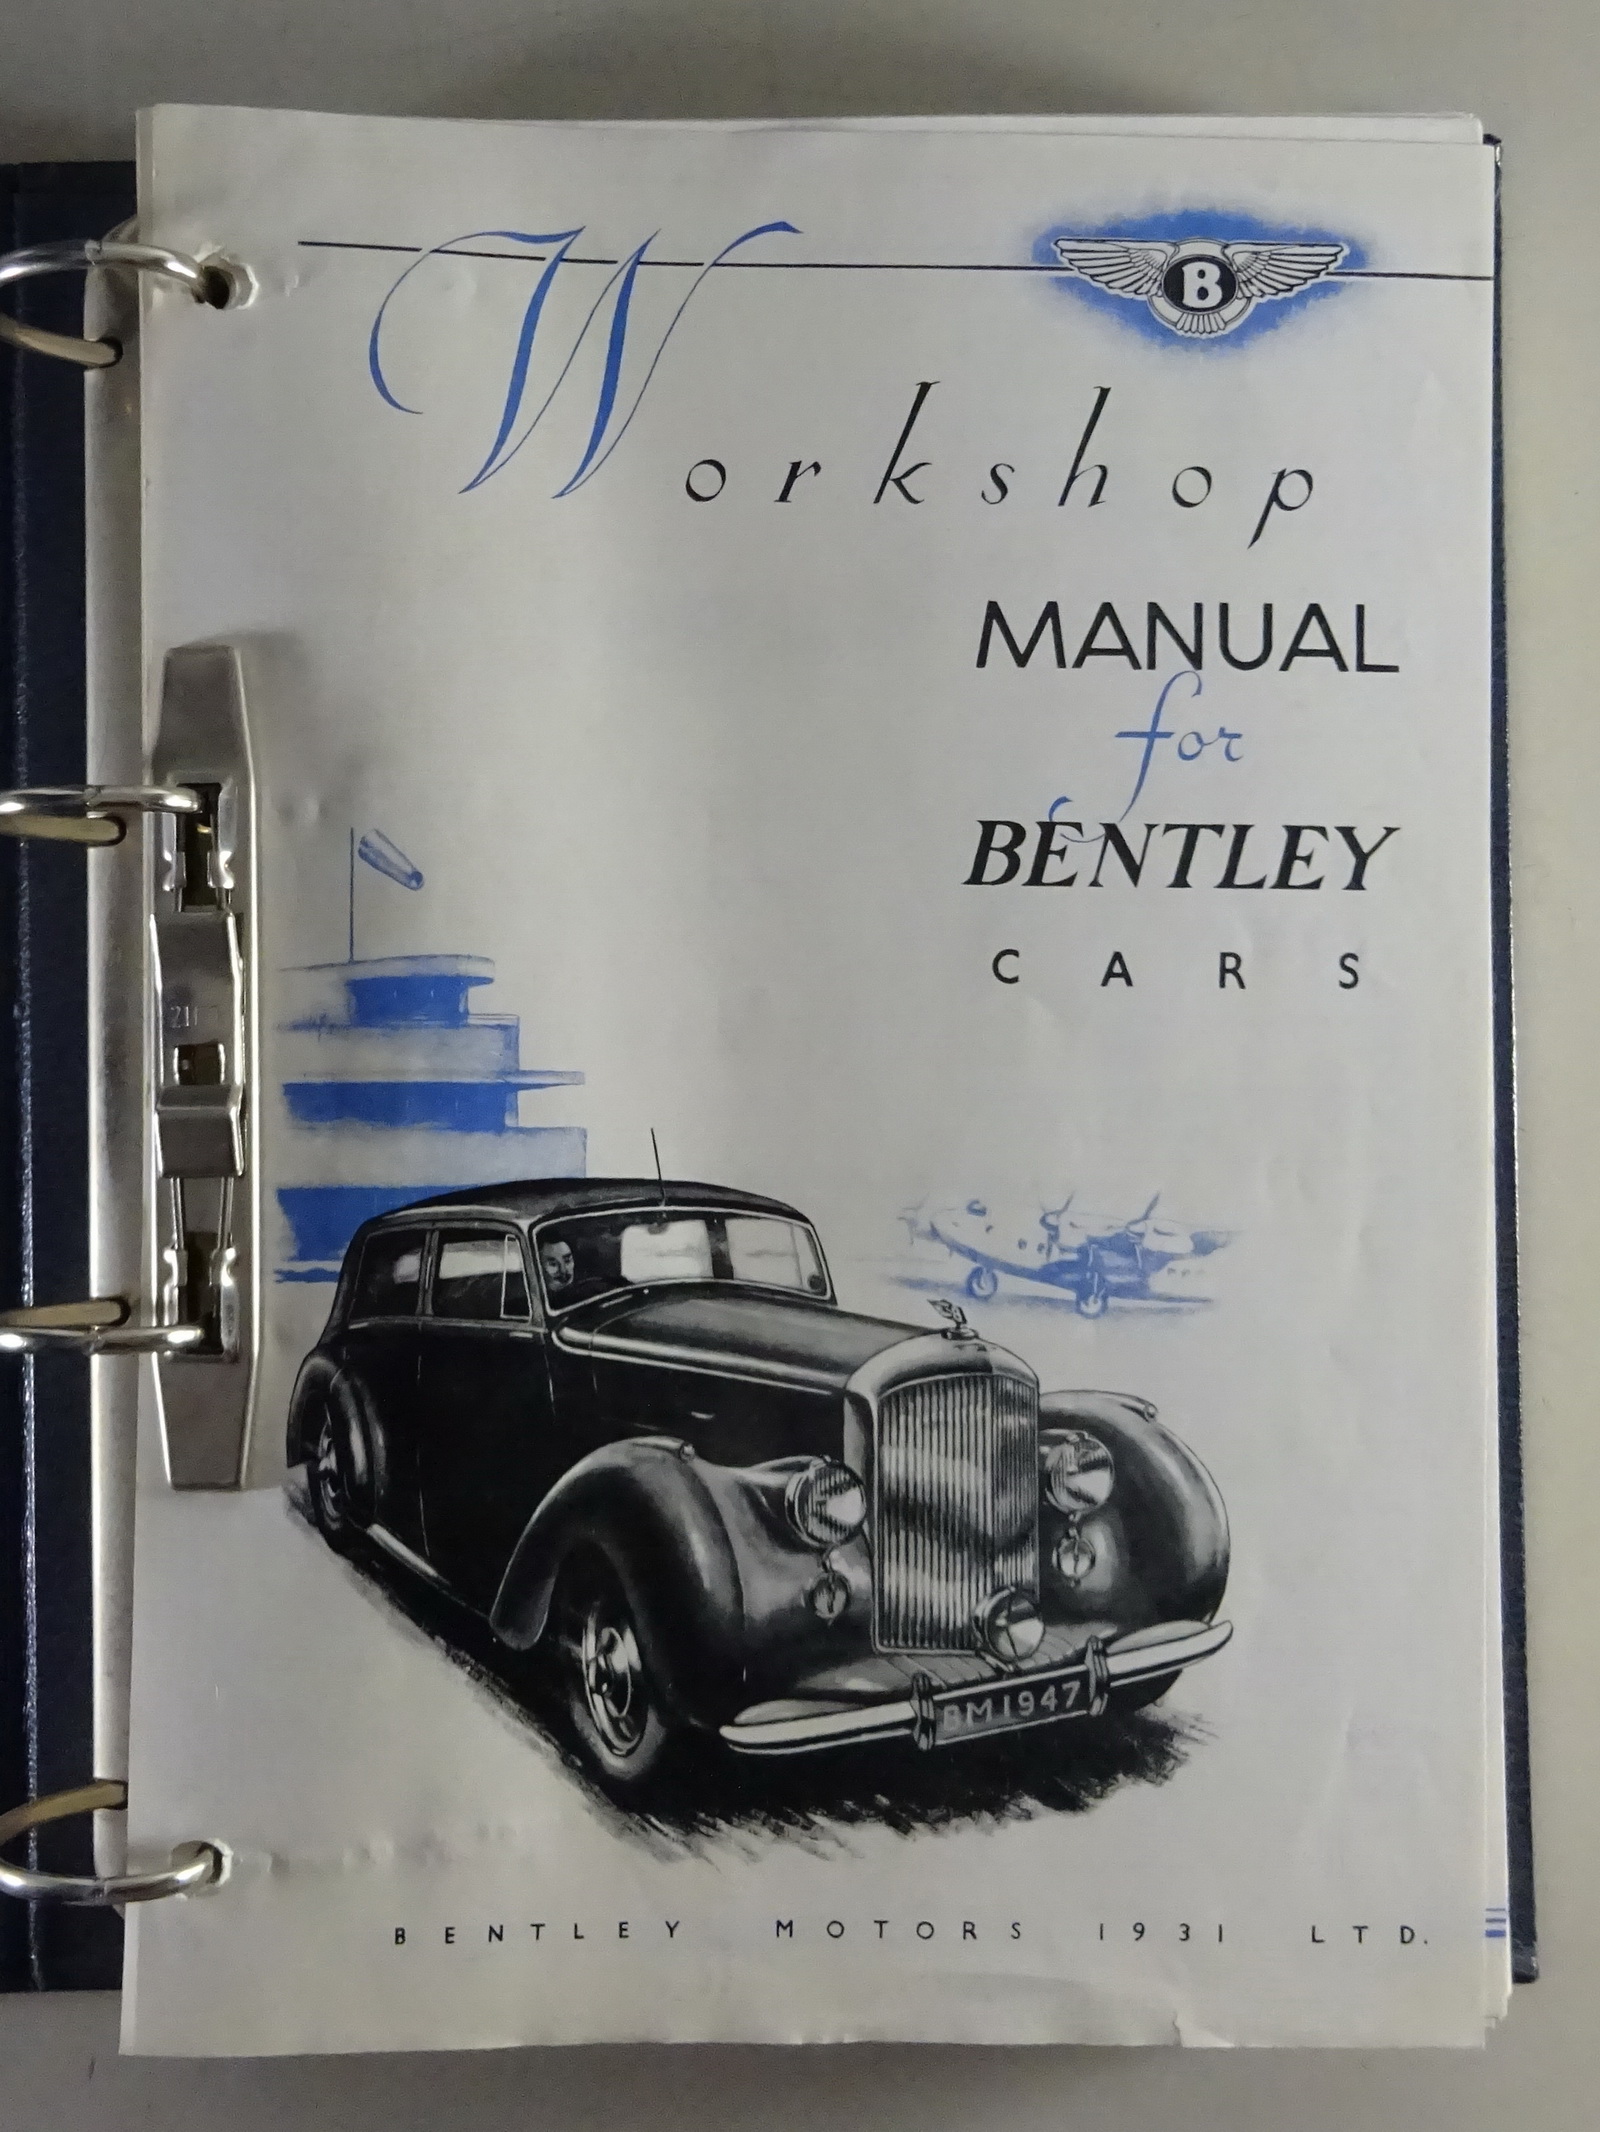 B
Workshop
MANUAL
for
BENTLEY
CARS
BM1947
BENTLEY MOTORS 1931 LTD.